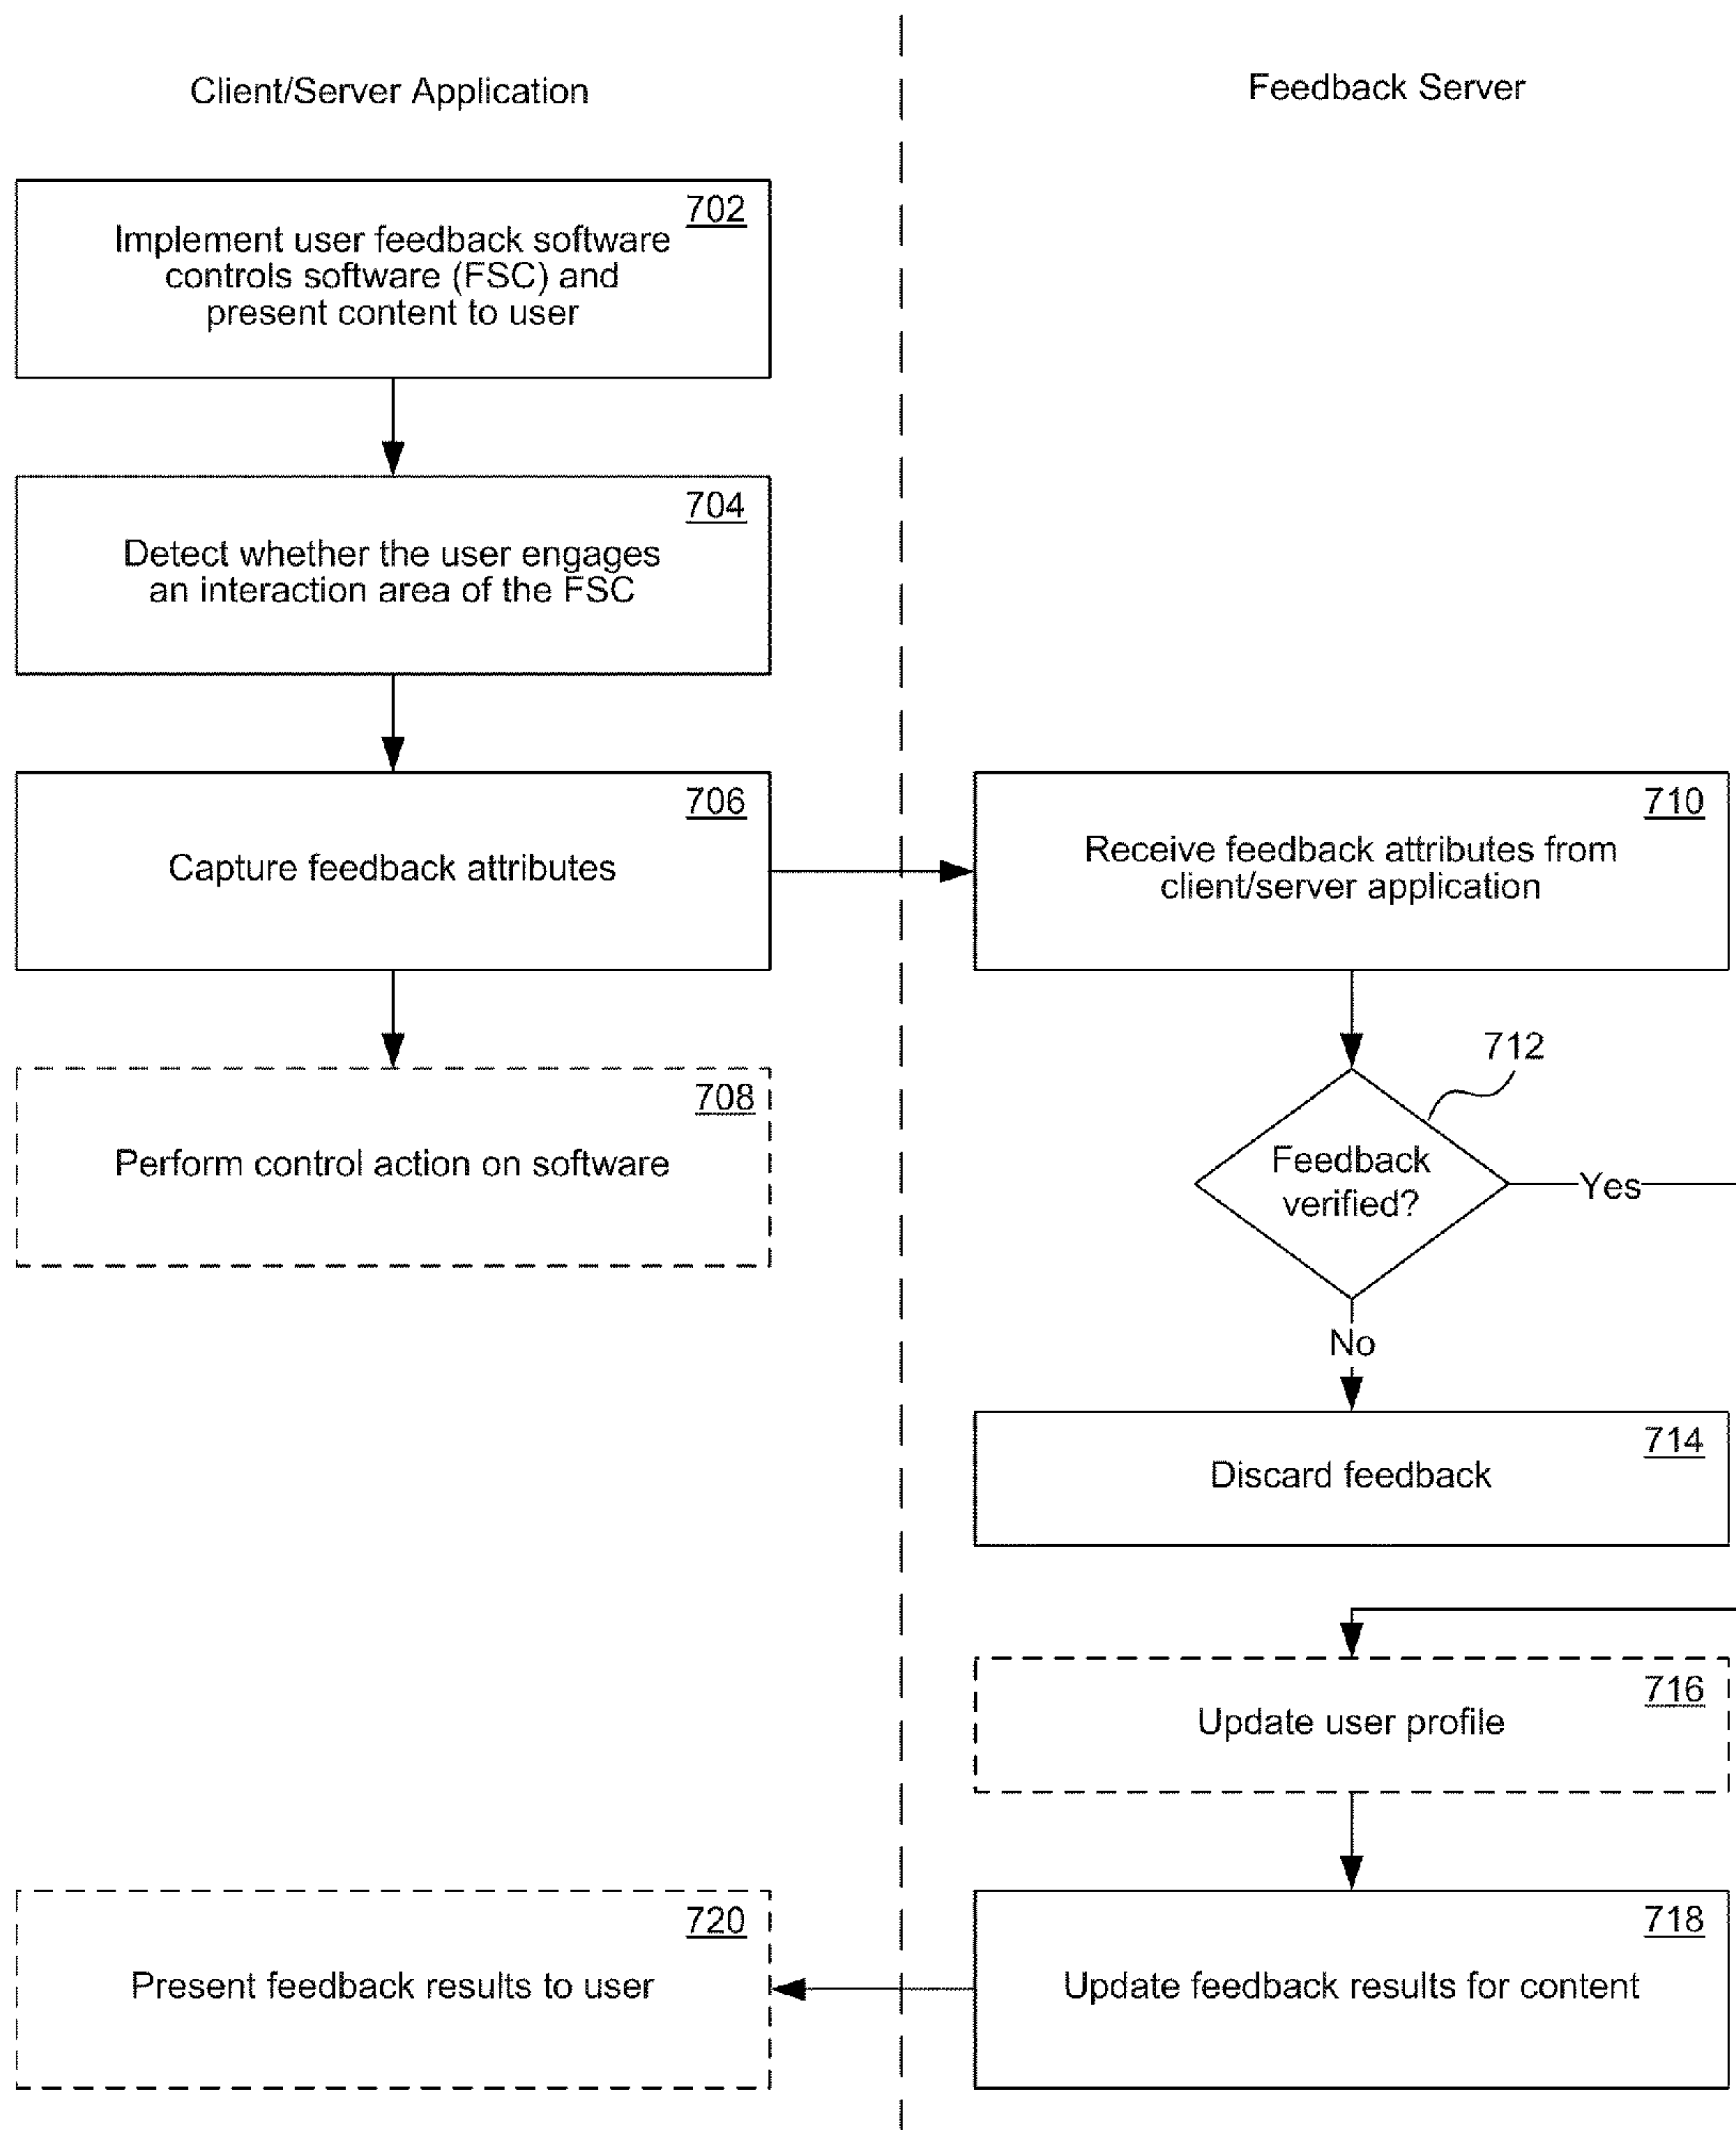 Client/Server Application
Feedback Server
702
Implement user feedback software
controls software (FSC) and
present content to user
704
Detect whether the user engages
an interaction area of the FSC
706
Capture feedback attributes
710
Receive feedback attributes from
client/server application
708
Perform control action on software
712
Feedback
verified?
Yes
No
714
Discard feedback
716
Update user profile
720
Present feedback results to user
718
Update feedback results for content